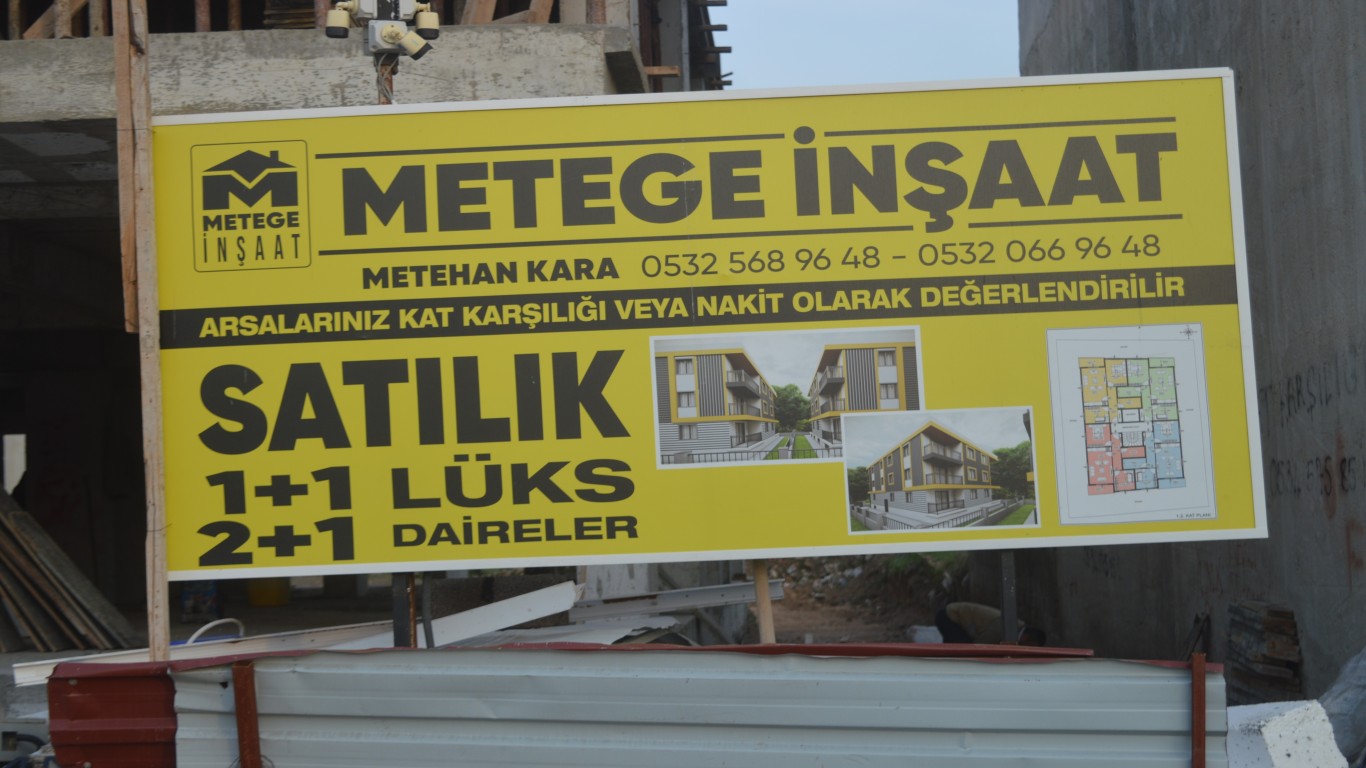 METEGE
İNŞAAT
METEGE İNŞAAT
METEHAN KARA 0532 568 96 48 - 0532 066 96 48
ARSALARINIZ KAT KARŞILIĞI VEYA NAKİT OLARAK DEĞERLENDİRİLİR
SATILIK
1+1 LÜKS
2+1 DAİRELER